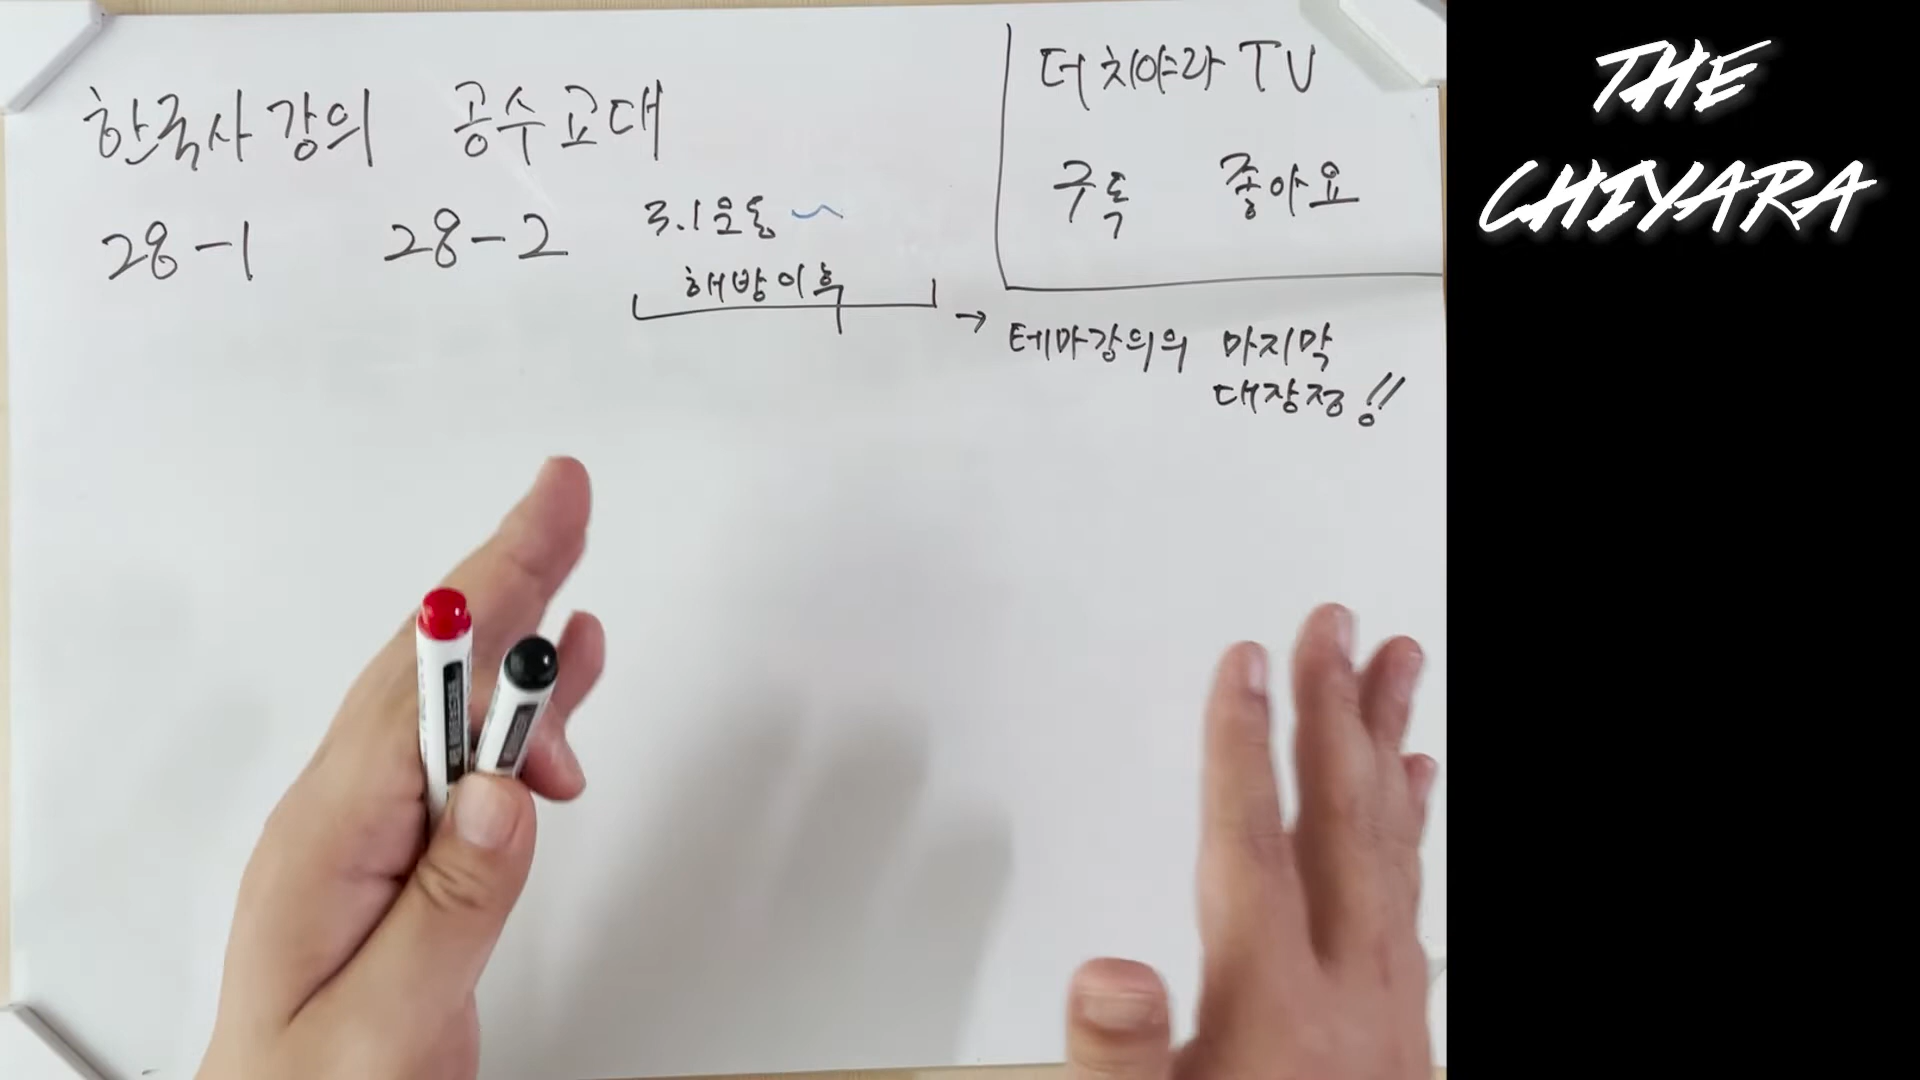 한국사 강의 공수교대
28-1 28-2 3.1운동 ~
해방이후
→ 테마강의의 마지막
대장정!!
더 치야라 TV
구독 좋아요
THE
CHIYARA